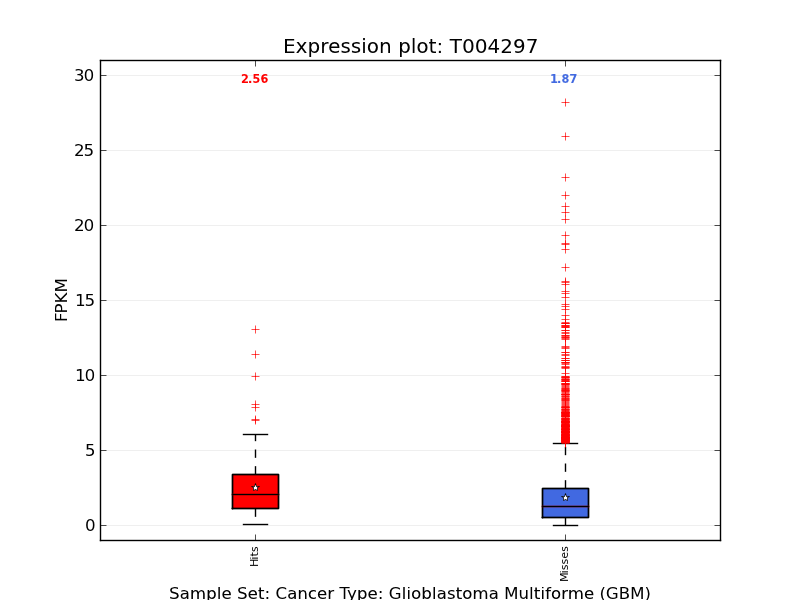 Expression plot: T004297
2.56 1.87
30
25
20
15
10
5
0
FPKM
Hits Misses
Sample Set: Cancer Type: Glioblastoma Multiforme (GBM)